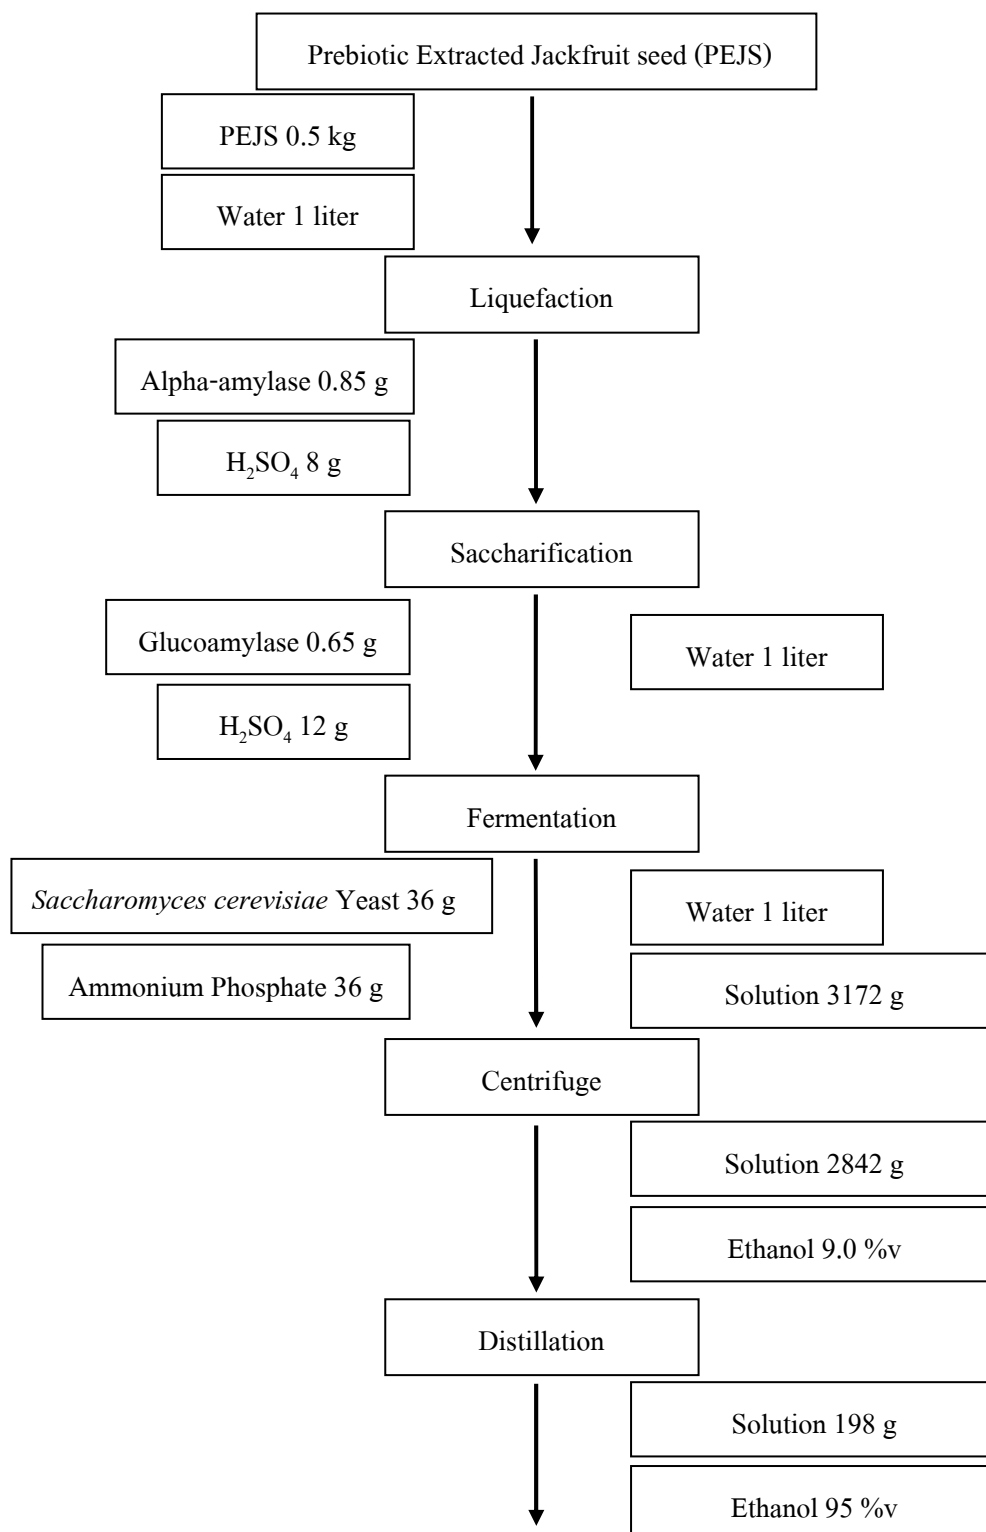 Prebiotic Extracted Jackfruit seed (PEJS)
PEJS 0.5 kg
Water 1 liter
Liquefaction
Alpha-amylase 0.85 g
H₂SO₄ 8 g
Saccharification
Glucoamylase 0.65 g
Water 1 liter
H₂SO₄ 12 g
Fermentation
Saccharomyces cerevisiae Yeast 36 g
Water 1 liter
Ammonium Phosphate 36 g
Solution 3172 g
Centrifuge
Solution 2842 g
Ethanol 9.0 %v
Distillation
Solution 198 g
Ethanol 95 %v